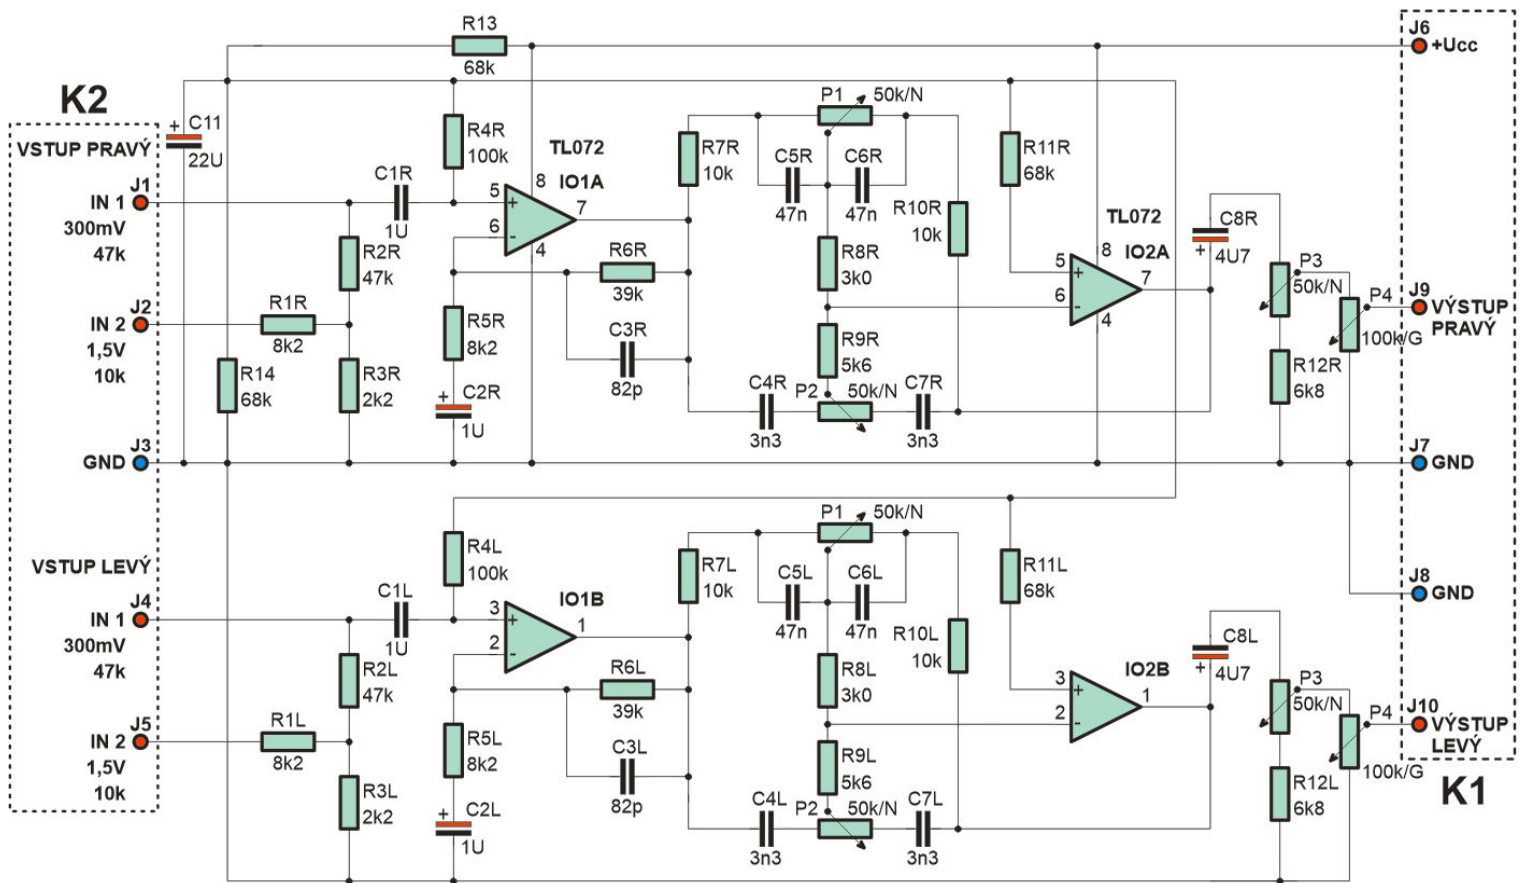 R13
68k
J6
+Ucc
K2
C11
22U
+
VSTUP PRAVÝ
J1
IN 1
300mV
47k
J2
IN 2
1,5V
10k
J3
GND
R14
68k
R1R
8k2
R2R
47k
R3R
2k2
C1R
1U
R4R
100k
TL072
IO1A
5
+
6
-
8
7
4
R5R
8k2
+
C2R
1U
R6R
39k
C3R
82p
R7R
10k
P1
50k/N
C5R
47n
C6R
47n
R8R
3k0
R9R
5k6
C4R
3n3
P2
50k/N
C7R
3n3
R10R
10k
R11R
68k
TL072
IO2A
5
+
6
-
8
7
4
C8R
+
4U7
P3
50k/N
P4
100k/G
R12R
6k8
J9
VÝSTUP
PRAVÝ
J7
GND
J8
GND
VSTUP LEVÝ
J4
IN 1
300mV
47k
J5
IN 2
1,5V
10k
R1L
8k2
R2L
47k
R3L
2k2
C1L
1U
R4L
100k
IO1B
3
+
2
-
1
R5L
8k2
+
C2L
1U
R6L
39k
C3L
82p
R7L
10k
P1
50k/N
C5L
47n
C6L
47n
R8L
3k0
R9L
5k6
C4L
3n3
P2
50k/N
C7L
3n3
R10L
10k
R11L
68k
IO2B
3
+
2
-
1
C8L
+
4U7
P3
50k/N
P4
100k/G
R12L
6k8
J10
VÝSTUP
LEVÝ
K1